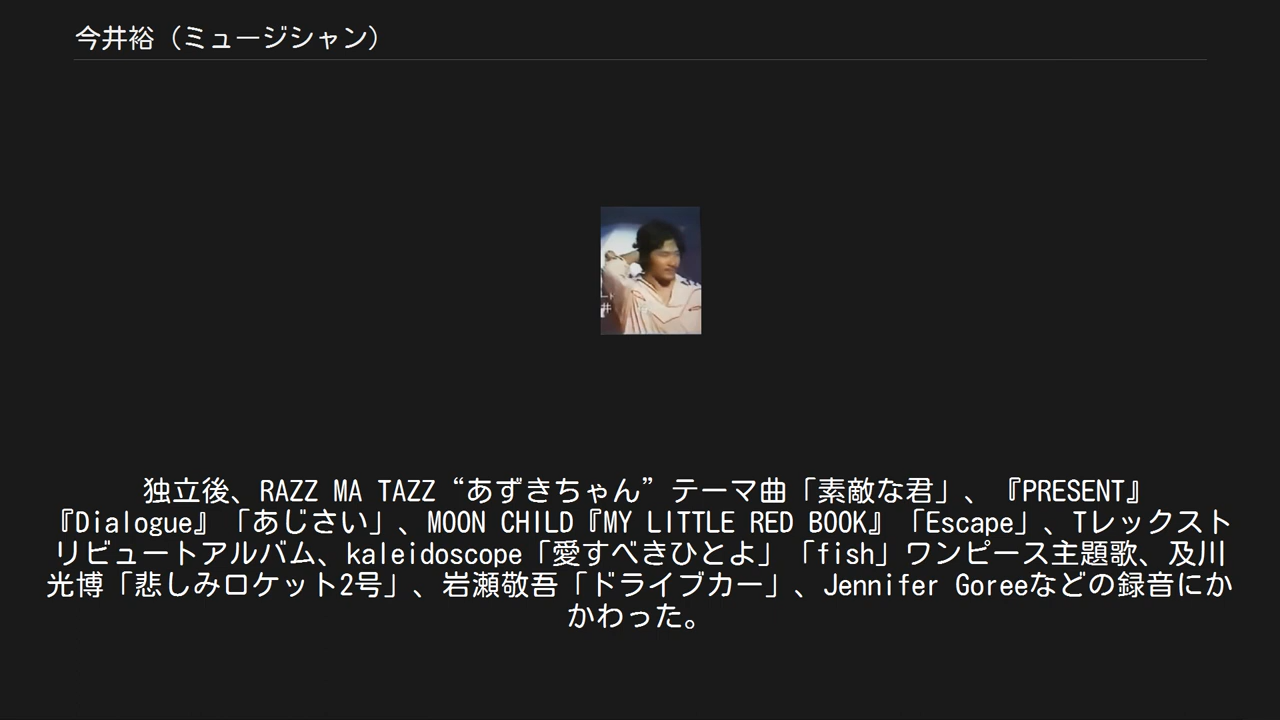 今井裕（ミュージシャン）
井
独立後、RAZZ MA TAZZ“あずきちゃん”テーマ曲「素敵な君」、『PRESENT』
『Dialogue』「あじさい」、MOON CHILD『MY LITTLE RED BOOK』「Escape」、Tレックスト
リビュートアルバム、kaleidoscope「愛すべきひとよ」「fish」ワンピース主題歌、及川
光博「悲しみロケット2号」、岩瀬敬吾「ドライブカー」、Jennifer Goreeなどの録音にか
かわった。